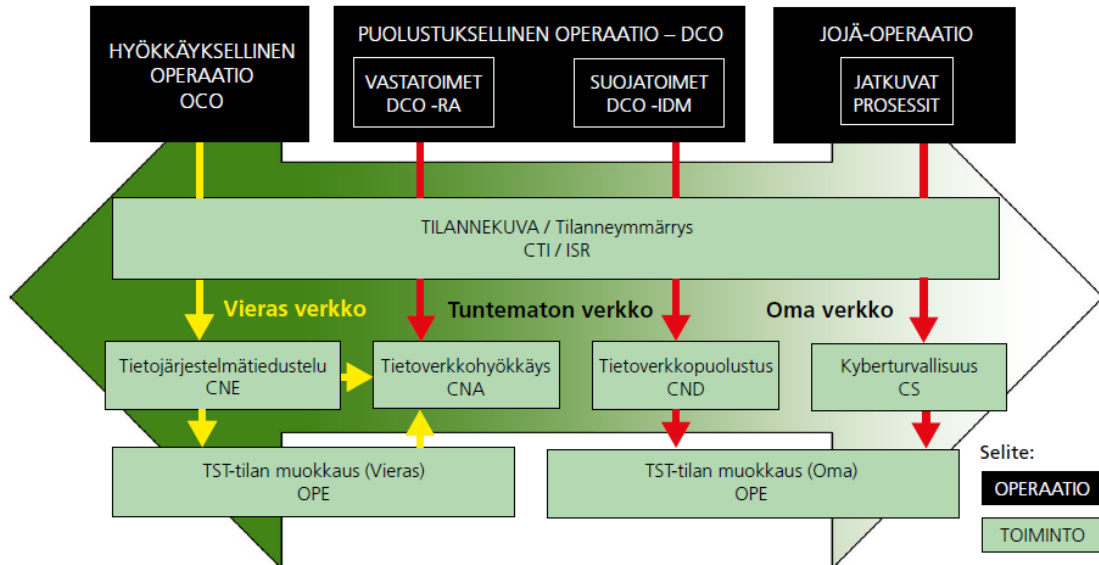 HYÖKKÄYKSELLINEN
OPERAATIO
OCO
PUOLUSTUKSELLINEN OPERAATIO – DCO
VASTATOIMET
DCO -RA
SUOJATOIMET
DCO -IDM
JOJÄ-OPERAATIO
JATKUVAT
PROSESSIT
TILANNEKUVA / Tilanneymmärrys
CTI / ISR
Vieras verkko
Tuntematon verkko
Oma verkko
Tietojärjestelmätiedustelu
CNE
Tietoverkkohyökkäys
CNA
Tietoverkkopuolustus
CND
Kyberturvallisuus
CS
TST-tilan muokkaus (Vieras)
OPE
TST-tilan muokkaus (Oma)
OPE
Selite:
OPERAATIO
TOIMINTO